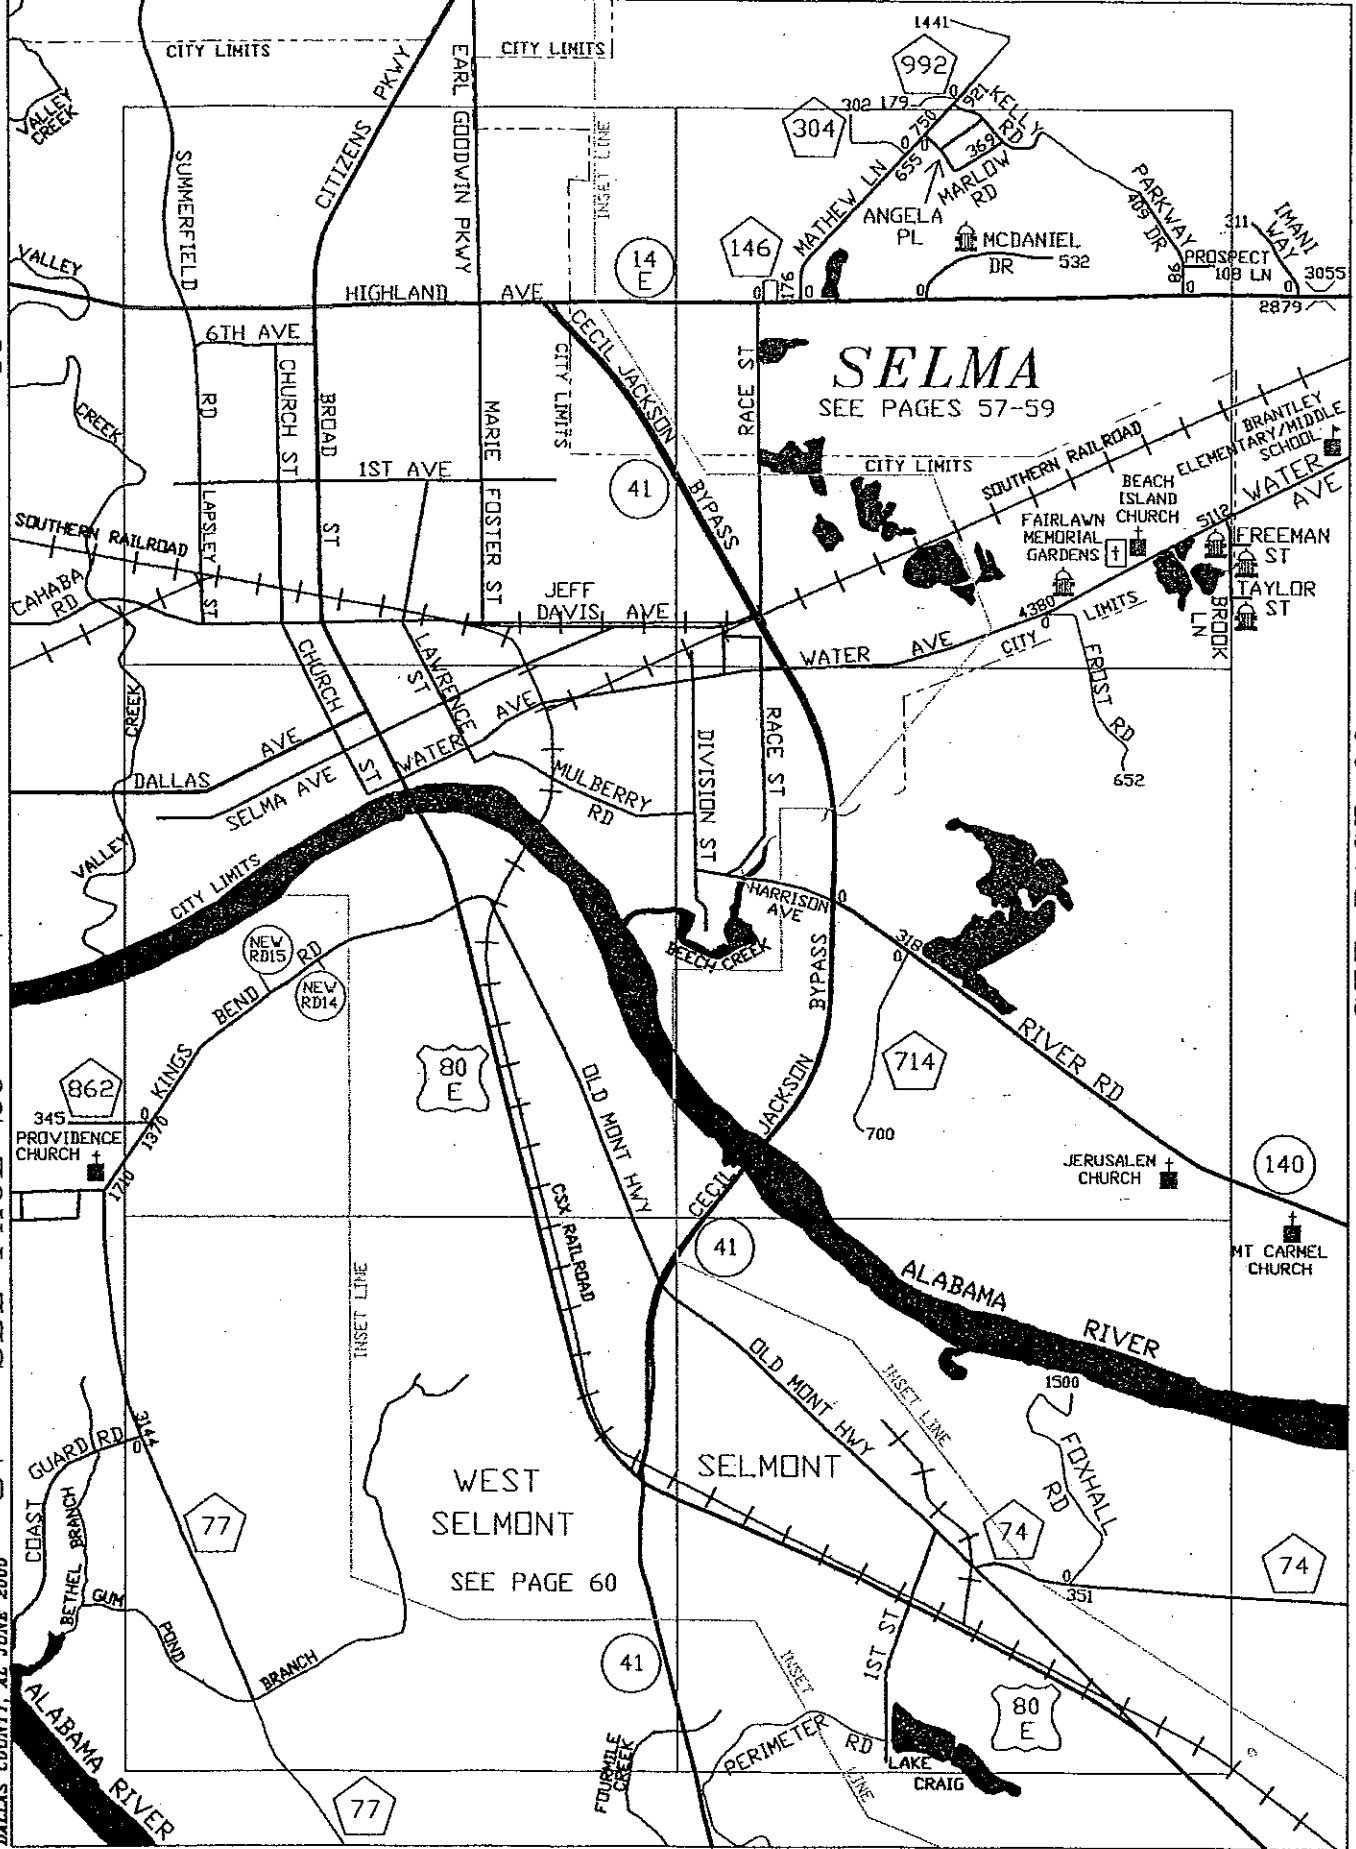 1441
CITY LIMITS
CITY LIMITS
CITIZENS PKWY
EARL GOODWIN PKWY
992
VALLEY
CREEK
302
179
0
921
KELLY
RD
304
750
0
0
655
369
MARLOW
RD
INSET LINE
SUMMERFIELD
MATHEW LN
ANGELA
PL
PARKWAY
DR
409
311
IMANI
WAY
VALLEY
146
MCDANIEL
DR
532
14
E
PROSPECT
108 LN
98
0
0
3055
2879
HIGHLAND AVE
0
176
0
0
6TH AVE
CECIL JACKSON
BYPASS
RACE ST
SELMA
SEE PAGES 57-59
CHURCH ST
CITY LIMITS
RD
BROAD
ST
MARIE
FOSTER ST
CREEK
1ST AVE
41
CITY LIMITS
SOUTHERN RAILROAD
BRANTLEY
ELEMENTARY/MIDDLE
SCHOOL
WATER
AVE
LAPSLEY
ST
BEACH
ISLAND
CHURCH
5112
FAIRLAWN
MEMORIAL
GARDENS
FREEMAN
ST
SOUTHERN RAILROAD
CAHABA
RD
JEFF
DAVIS AVE
4380
0
TAYLOR
ST
BROOK
LN
CITY LIMITS
WATER AVE
CHURCH
ST
LAWRENCE
ST
FROST RD
652
CREEK
WATER AVE
DALLAS AVE
SELMA AVE
MULBERRY
RD
DIVISION ST
RACE ST
VALLEY
CITY LIMITS
HARRISON
AVE
0
BEECH CREEK
NEW
RD15
NEW
RD14
KINGS BEND RD
318
0
BYPASS
RIVER RD
80
E
OLD MONT HWY
714
862
345
0
1370
PROVIDENCE
CHURCH
1710
700
JACKSON
CECIL
JERUSALEM
CHURCH
140
CSX RAILROAD
41
MT CARMEL
CHURCH
INSET LINE
ALABAMA
RIVER
OLD MONT HWY
INSET LINE
1500
FOXHALL
RD
3144
0
GUARD RD
COAST
WEST
SELMONT
SELMONT
77
74
74
BETHEL BRANCH
SEE PAGE 60
0
351
GUM
POND
BRANCH
41
1ST ST
INSET
LINE
80
E
ALABAMA RIVER
FOURMILE
CREEK
PERIMETER RD
LAKE
CRAIG
77
DALLAS COUNTY, AL JUNE 2000